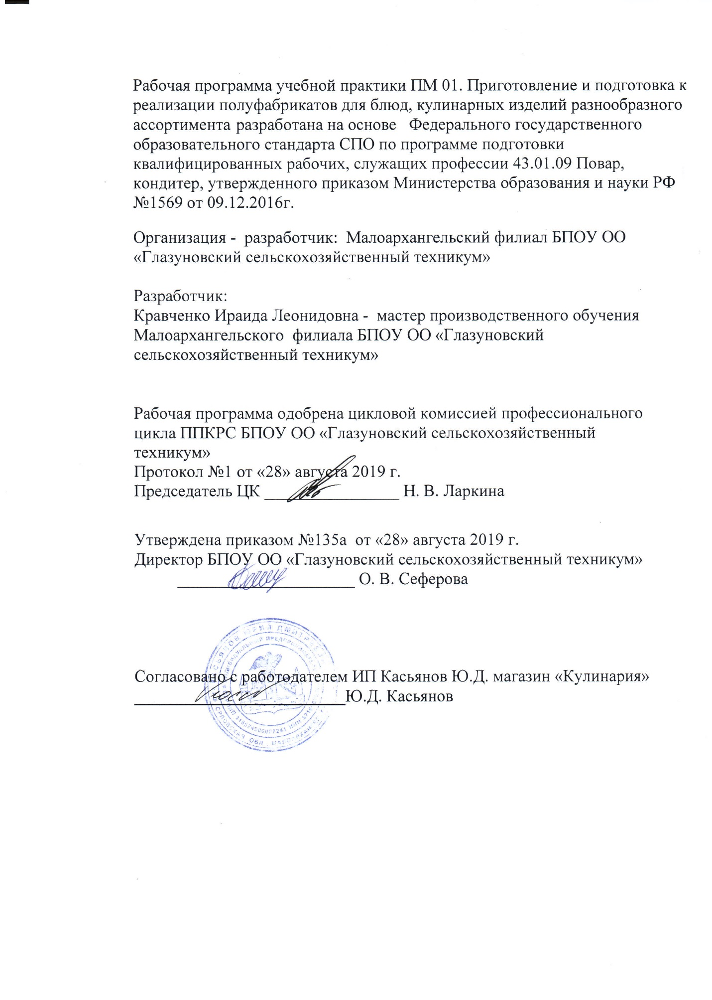 Рабочая программа учебной практики ПМ 01. Приготовление и подготовка к
реализации полуфабрикатов для блюд, кулинарных изделий разнообразного
ассортимента разработана на основе Федерального государственного
образовательного стандарта СПО по программе подготовки
квалифицированных рабочих, служащих профессии 43.01.09 Повар,
кондитер, утвержденного приказом Министерства образования и науки РФ
№1569 от 09.12.2016г.
Организация - разработчик: Малоархангельский филиал БПОУ ОО
«Глазуновский сельскохозяйственный техникум»
Разработчик:
Кравченко Ираида Леонидовна - мастер производственного обучения
Малоархангельского филиала БПОУ ОО «Глазуновский
сельскохозяйственный техникум»
Рабочая программа одобрена цикловой комиссией профессионального
цикла ППКРС БПОУ ОО «Глазуновский сельскохозяйственный
техникум»
Протокол №1 от «28» августа 2019 г.
Председатель ЦК ________________ Н. В. Ларкина
Утверждена приказом №135а от «28» августа 2019 г.
Директор БПОУ ОО «Глазуновский сельскохозяйственный техникум»
_____________________ О. В. Сеферова
Согласовано с работодателем ИП Касьянов Ю.Д. магазин «Кулинария»
_________________________Ю.Д. Касьянов
ОБЛ
ИНН